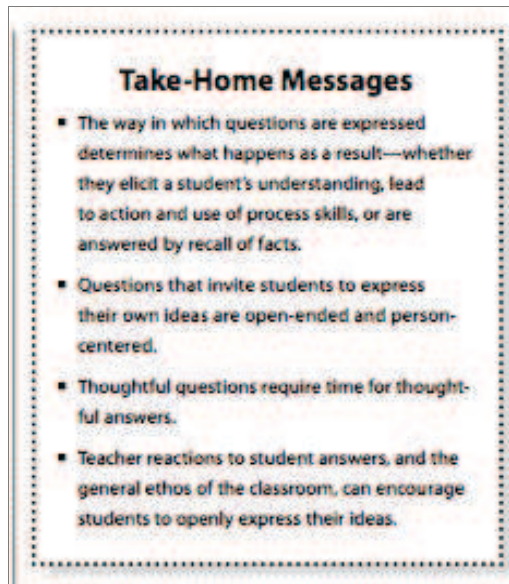 Take-Home Messages
▪ The way in which questions are expressed
determines what happens as a result—whether
they elicit a student's understanding, lead
to action and use of process skills, or are
answered by recall of facts.
▪ Questions that invite students to express
their own ideas are open-ended and person-
centered.
▪ Thoughtful questions require time for thought-
ful answers.
▪ Teacher reactions to student answers, and the
general ethos of the classroom, can encourage
students to openly express their ideas.